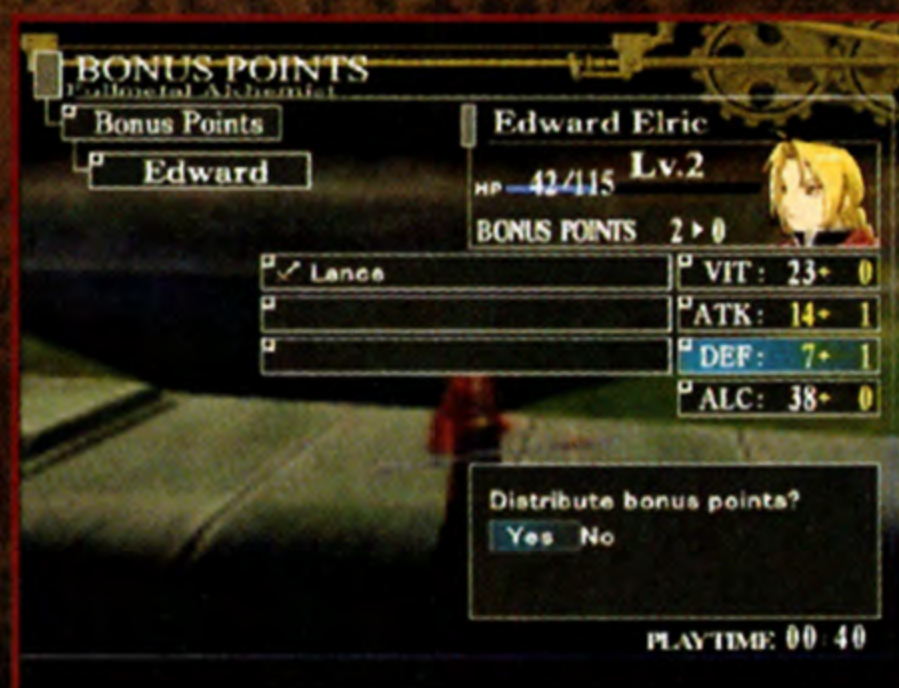 BONUS POINTS
Fullmetal Alchemist
Bonus Points
Edward
Edward Elric
Lv.2
HP 42/115
BONUS POINTS 2▶0
Lance
VIT: 23+ 0
ATK: 14+ 1
DEF: 7+ 1
ALC: 38+ 0
Distribute bonus points?
Yes No
PLAYTIME 00:40